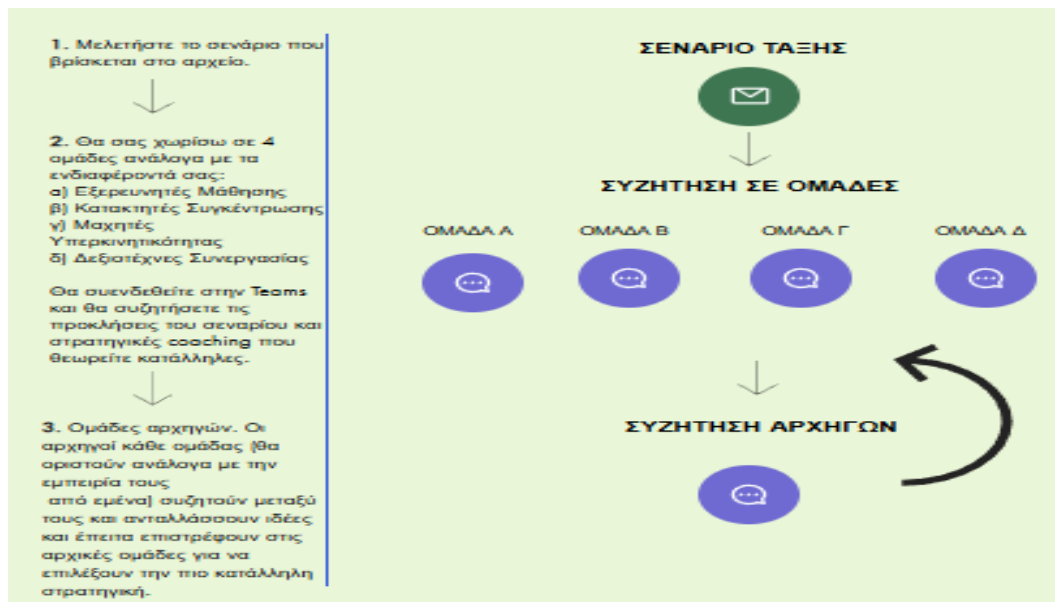 1. Μελετήστε το σενάριο που
βρίσκεται στο αρχείο.
2. Θα σας χωρίσω σε 4
ομάδες ανάλογα με τα
ενδιαφέροντά σας:
α) Εξερευνητές Μάθησης
β) Κατακτητές Συγκέντρωσης
γ) Μαχητές
Υπερκινητικότητας
δ) Δεξιοτέχνες Συνεργασίας
Θα συενδεθείτε στην Teams
και θα συζητήσετε τις
προκλήσεις του σεναρίου και
στρατηγικές coaching που
θεωρείτε κατάλληλες.
3. Ομάδες αρχηγών. Οι
αρχηγοί κάθε ομάδας (θα
οριστούν ανάλογα με την
εμπειρία τους
από εμένα) συζητούν μεταξύ
τους και ανταλλάσσουν ιδέες
και έπειτα επιστρέφουν στις
αρχικές ομάδες για να
επιλέξουν την πιο κατάλληλη
στρατηγική.
ΣΕΝΑΡΙΟ ΤΑΞΗΣ
ΣΥΖΗΤΗΣΗ ΣΕ ΟΜΑΔΕΣ
ΟΜΑΔΑ Α
ΟΜΑΔΑ Β
ΟΜΑΔΑ Γ
ΟΜΑΔΑ Δ
ΣΥΖΗΤΗΣΗ ΑΡΧΗΓΩΝ